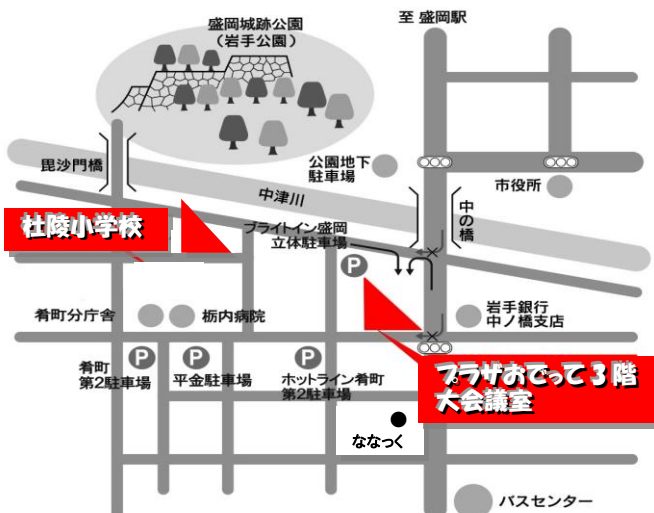 盛岡城跡公園
（岩手公園）
至 盛岡駅
毘沙門橋
公園地下
駐車場
市役所
中津川
中の橋
杜陵小学校
ブライトイン盛岡
立体駐車場
P
肴町分庁舎
栃内病院
岩手銀行
中ノ橋支店
P
P
P
肴町
第2駐車場
平金駐車場
ホットライン肴町
第2駐車場
プラザおでって３階
大会議室
ななっく
バスセンター